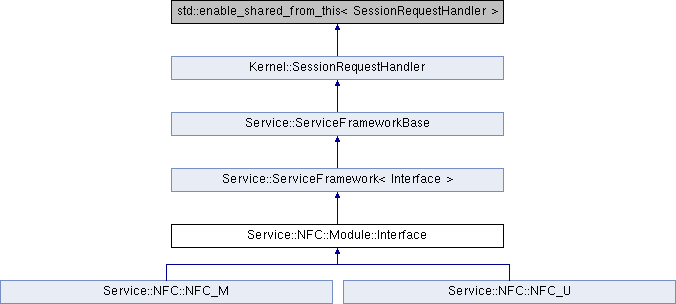 std::enable_shared_from_this< SessionRequestHandler >
Kernel::SessionRequestHandler
Service::ServiceFrameworkBase
Service::ServiceFramework< Interface >
Service::NFC::Module::Interface
Service::NFC::NFC_M
Service::NFC::NFC_U